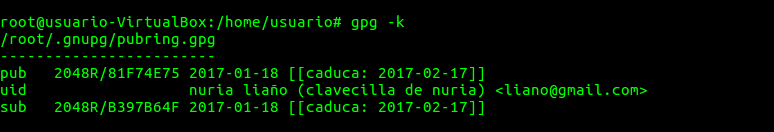 root@usuario-VirtualBox:/home/usuario# gpg -k
/root/.gnupg/pubring.gpg
------------------------
pub   2048R/81F74E75 2017-01-18 [[caduca: 2017-02-17]]
uid                  nuria liaño (clavecilla de nuria) <liano@gmail.com>
sub   2048R/B397B64F 2017-01-18 [[caduca: 2017-02-17]]